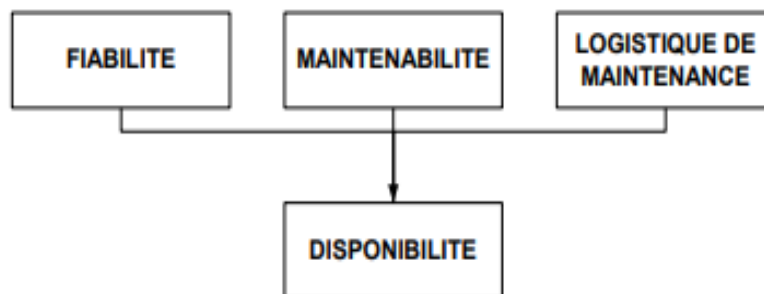 FIABILITE
MAINTENABILITE
LOGISTIQUE DE
MAINTENANCE
DISPONIBILITE